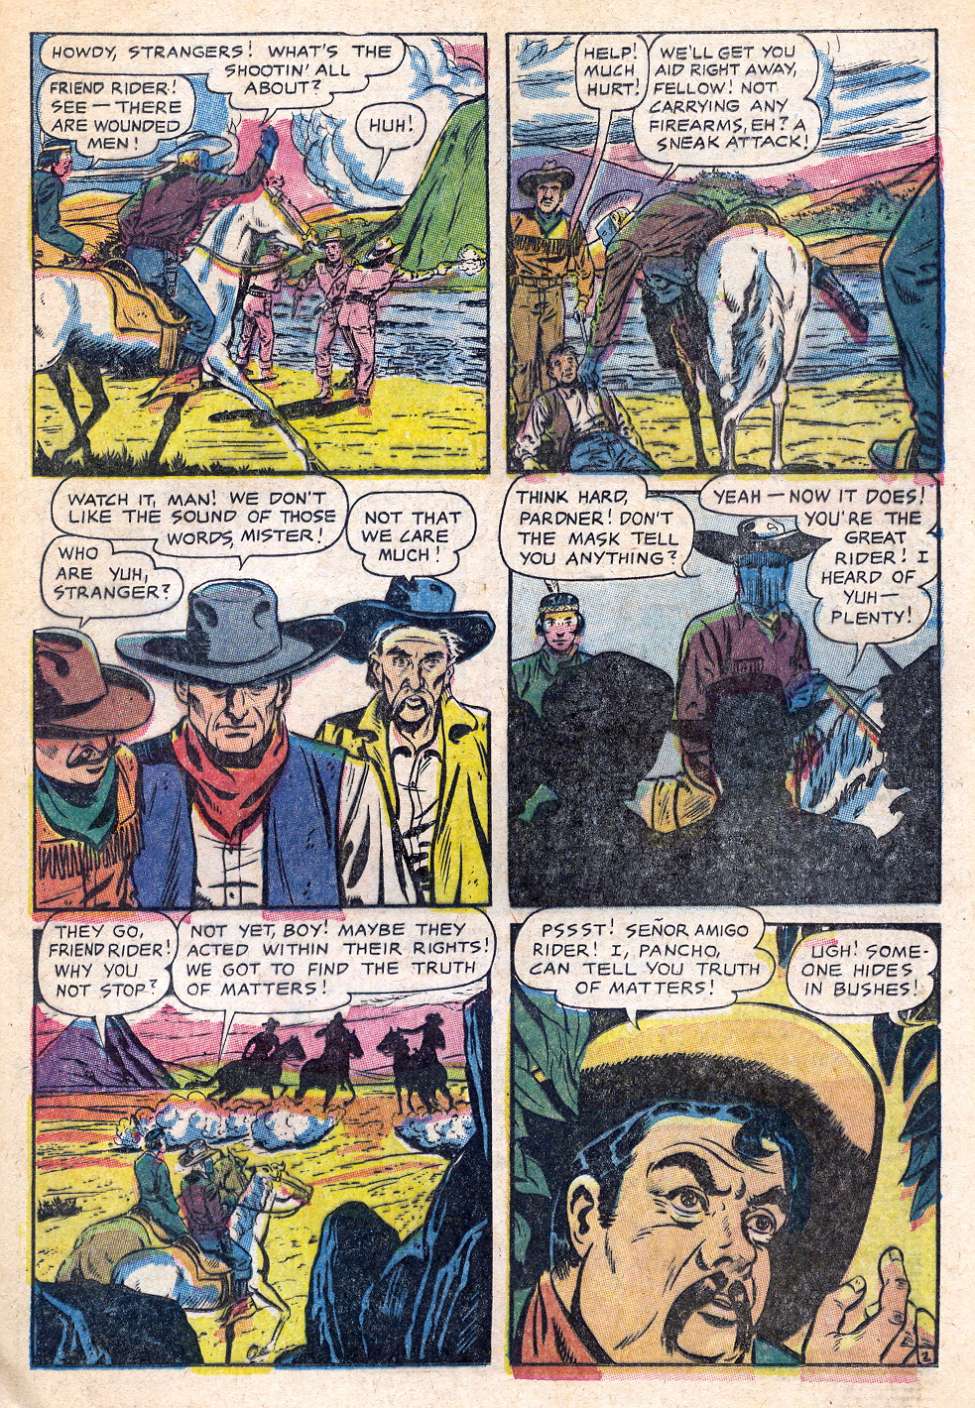 HOWDY, STRANGERS! WHAT'S THE
SHOOTIN' ALL
ABOUT?
FRIEND RIDER!
SEE — THERE
ARE WOUNDED
MEN!
HUH!
HELP!
MUCH
HURT!
WE'LL GET YOU
AID RIGHT AWAY,
FELLOW! NOT
CARRYING ANY
FIREARMS, EH? A
SNEAK ATTACK!
WATCH IT, MAN! WE DON'T
LIKE THE SOUND OF THOSE
WORDS, MISTER!
WHO
ARE YUH,
STRANGER?
NOT THAT
WE CARE
MUCH!
THINK HARD,
PARDNER! DON'T
THE MASK TELL
YOU ANYTHING?
YEAH — NOW IT DOES!
YOU'RE THE
GREAT
RIDER! I
HEARD OF
YUH —
PLENTY!
THEY GO,
FRIEND RIDER!
WHY YOU
NOT STOP?
NOT YET, BOY! MAYBE THEY
ACTED WITHIN THEIR RIGHTS!
WE GOT TO FIND THE TRUTH
OF MATTERS!
PSSST! SEÑOR AMIGO
RIDER! I, PANCHO,
CAN TELL YOU TRUTH
OF MATTERS!
UGH! SOME-
ONE HIDES
IN BUSHES!
2